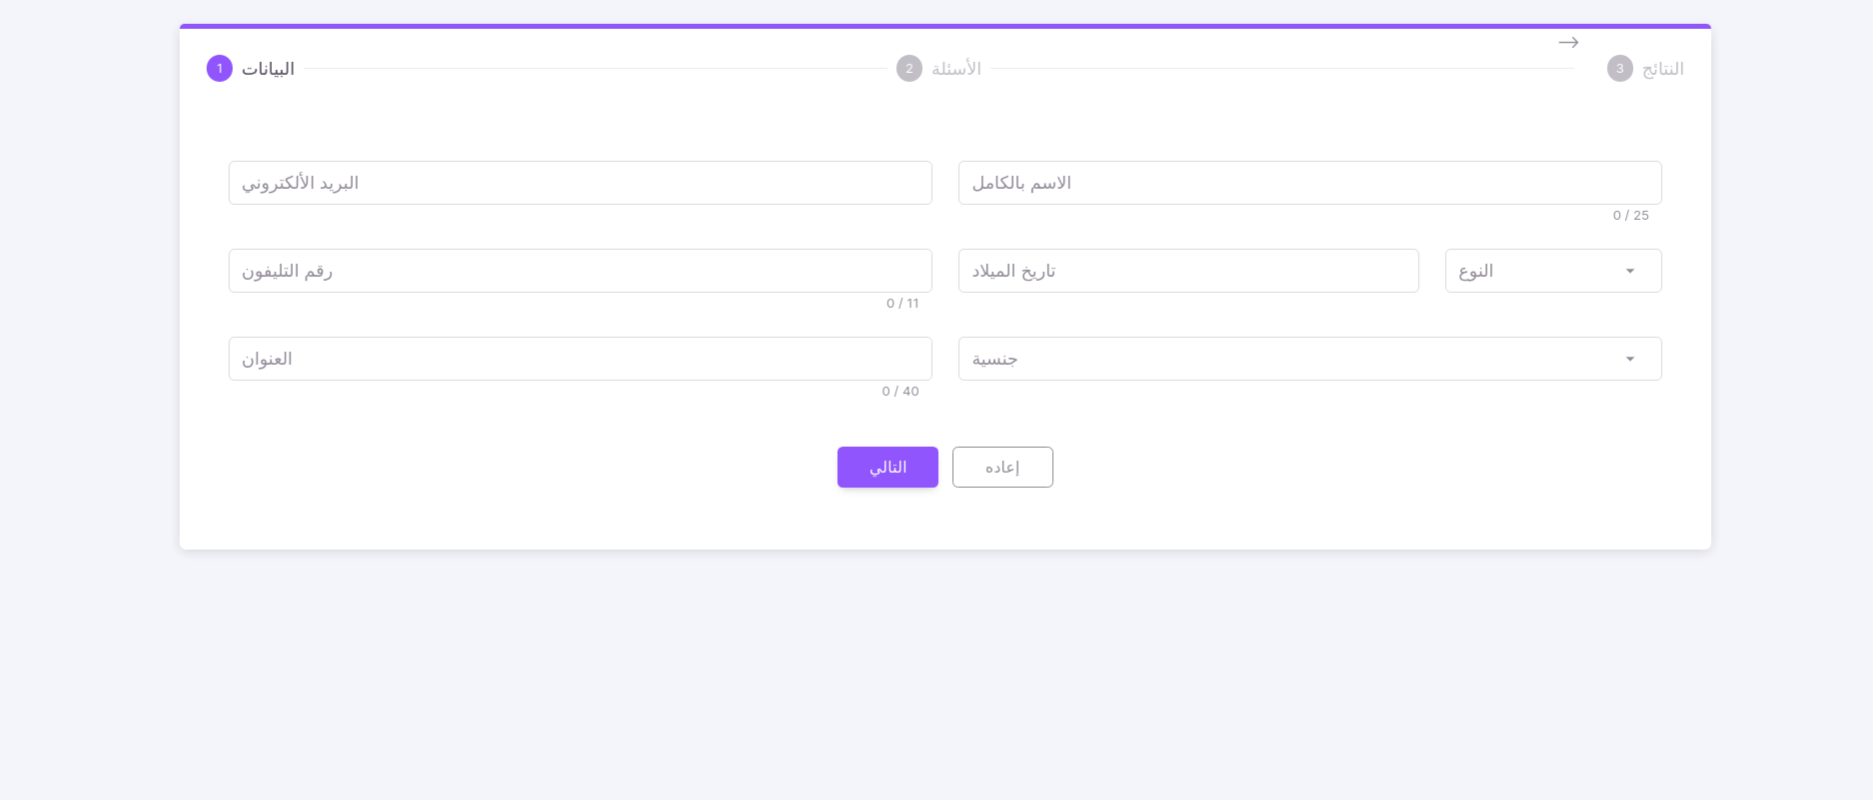 1 البيانات
2 الأسئلة
3 النتائج
البريد الألكتروني
الاسم بالكامل
0 / 25
رقم التليفون
تاريخ الميلاد
النوع
0 / 11
العنوان
جنسية
0 / 40
التالي
إعاده